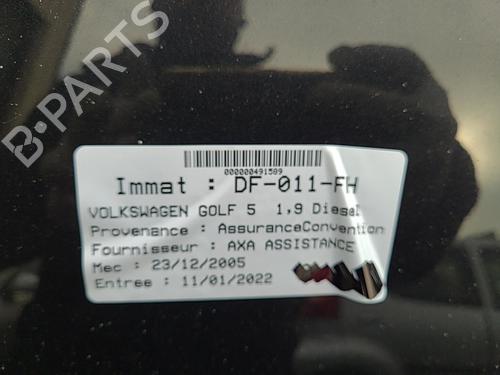 B-PARTS
000000491509
Immat : DF-011-FH
VOLKSWAGEN GOLF 5 1,9 Diesel
Provenance : AssuranceConvention
Fournisseur : AXA ASSISTANCE
Mec : 23/12/2005
Entree : 11/01/2022